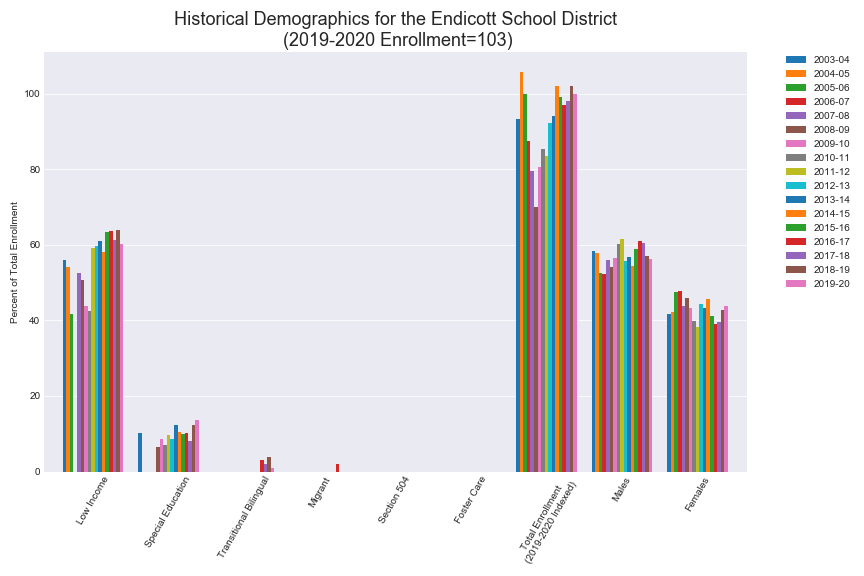 Historical Demographics for the Endicott School District
(2019-2020 Enrollment=103)
Percent of Total Enrollment
100
80
60
40
20
0
Low Income
Special Education
Transitional Bilingual
Migrant
Section 504
Foster Care
Total Enrollment
(2019-2020 Indexed)
Males
Females
2003-04
2004-05
2005-06
2006-07
2007-08
2008-09
2009-10
2010-11
2011-12
2012-13
2013-14
2014-15
2015-16
2016-17
2017-18
2018-19
2019-20